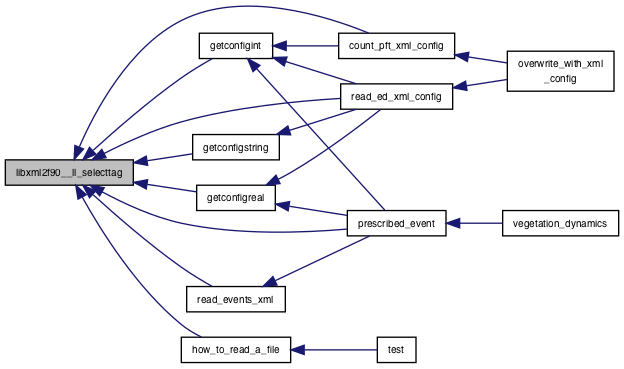 getconfigint
count_pft_xml_config
overwrite_with_xml
_config
read_ed_xml_config
getconfigstring
libxml2f90__ll_selecttag
getconfigreal
prescribed_event
vegetation_dynamics
read_events_xml
how_to_read_a_file
test